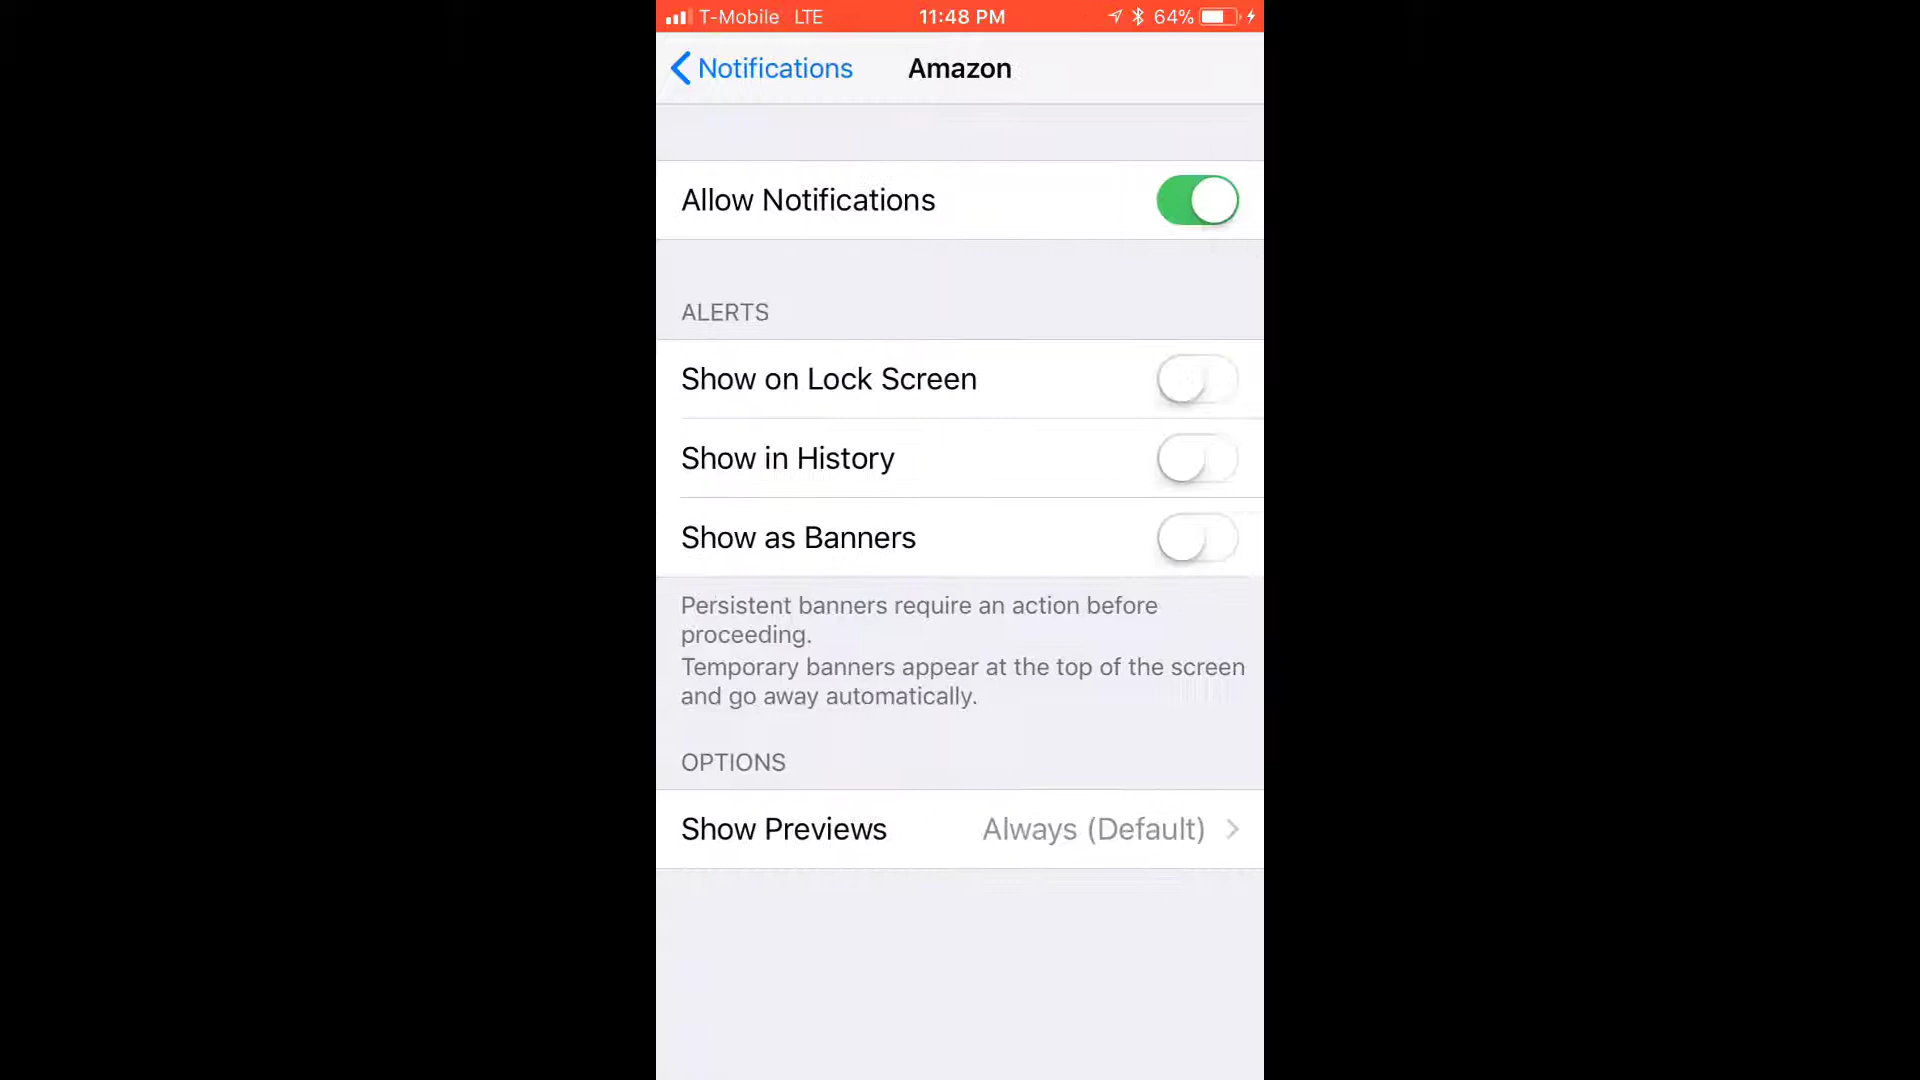 T-Mobile LTE 11:48 PM 64%
Notifications Amazon
Allow Notifications
ALERTS
Show on Lock Screen
Show in History
Show as Banners
Persistent banners require an action before
proceeding.
Temporary banners appear at the top of the screen
and go away automatically.
OPTIONS
Show Previews Always (Default)